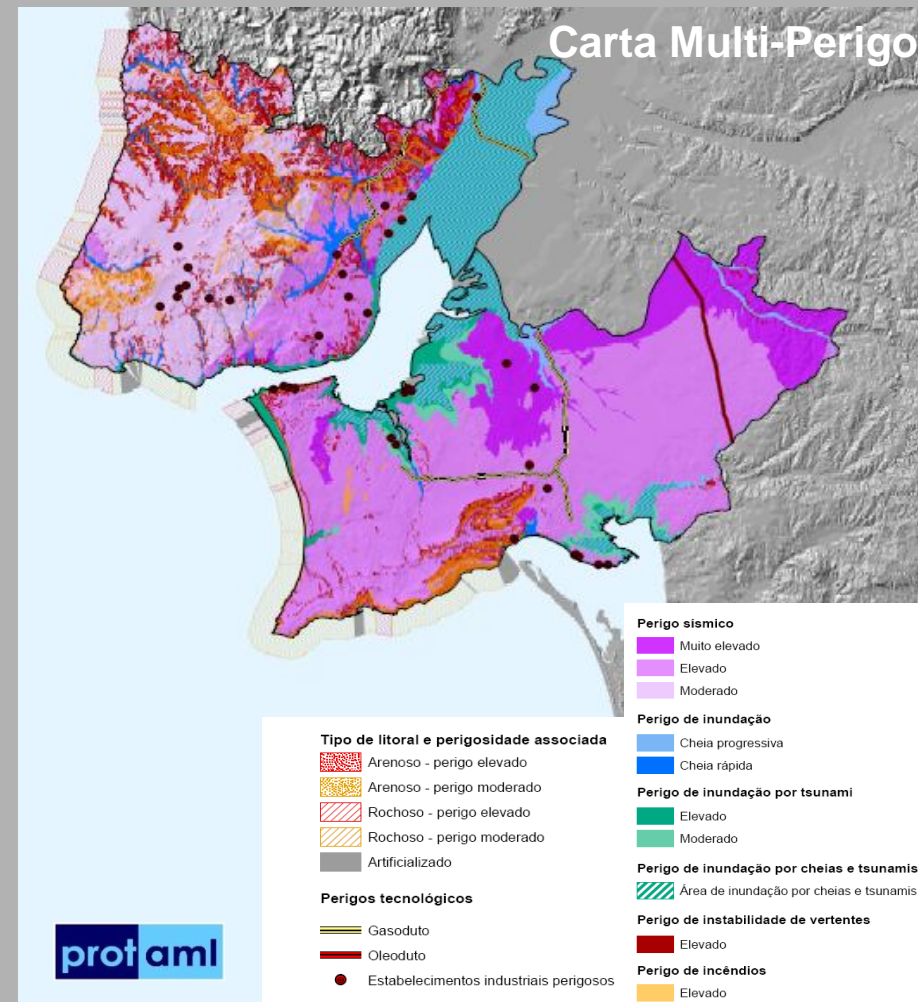 Carta Multi-Perigo
Perigo sismico
Muito elevado
Elevado
Moderado
Perigo de inundação
Cheia progressiva
Cheia rápida
Perigo de inundação por tsunami
Elevado
Moderado
Perigo de inundação por cheias e tsunamis
Área de inundação por cheias e tsunamis
Perigo de instabilidade de vertentes
Elevado
Perigo de incêndios
Elevado
Tipo de litoral e perigosidade associada
Arenoso - perigo elevado
Arenoso - perigo moderado
Rochoso - perigo elevado
Rochoso - perigo moderado
Artificializado
Perigos tecnológicos
Gasoduto
Oleoduto
Estabelecimentos industriais perigosos
prot aml